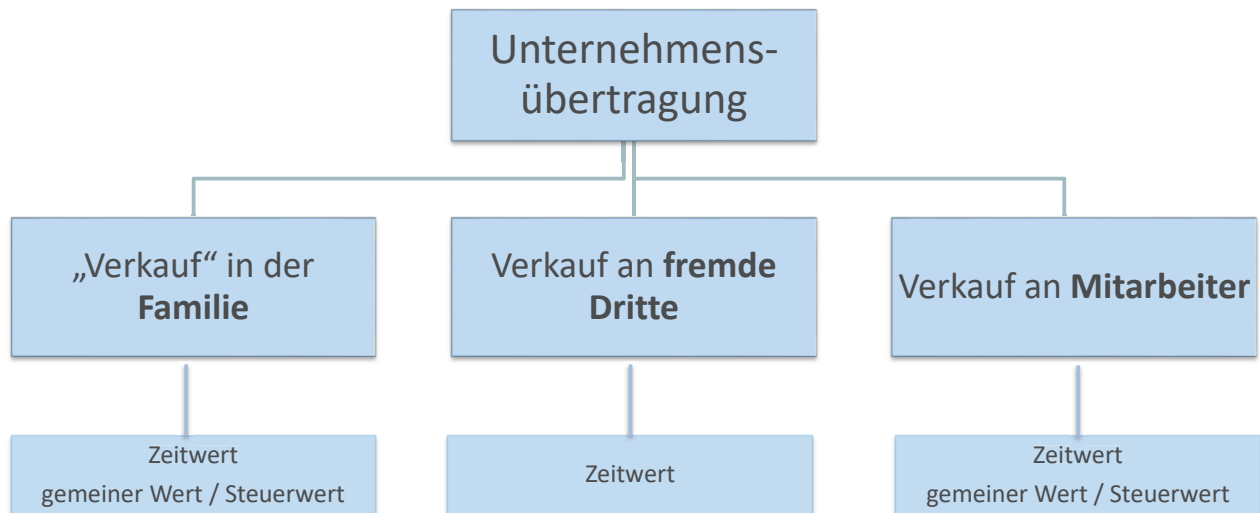 Unternehmens-
übertragung
„Verkauf“ in der
Familie
Verkauf an fremde
Dritte
Verkauf an Mitarbeiter
Zeitwert
gemeiner Wert / Steuerwert
Zeitwert
Zeitwert
gemeiner Wert / Steuerwert